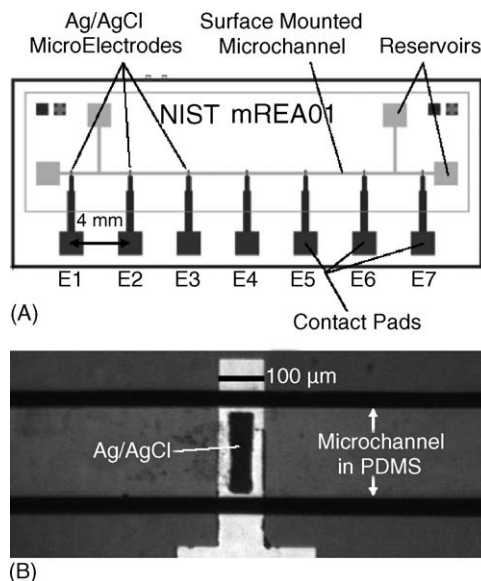 Ag/AgCl
MicroElectrodes
Surface Mounted
Microchannel
Reservoirs
NIST mREA01
4 mm
E1 E2 E3 E4 E5 E6 E7
(A)
Contact Pads
100 μm
Ag/AgCl
Microchannel
in PDMS
(B)